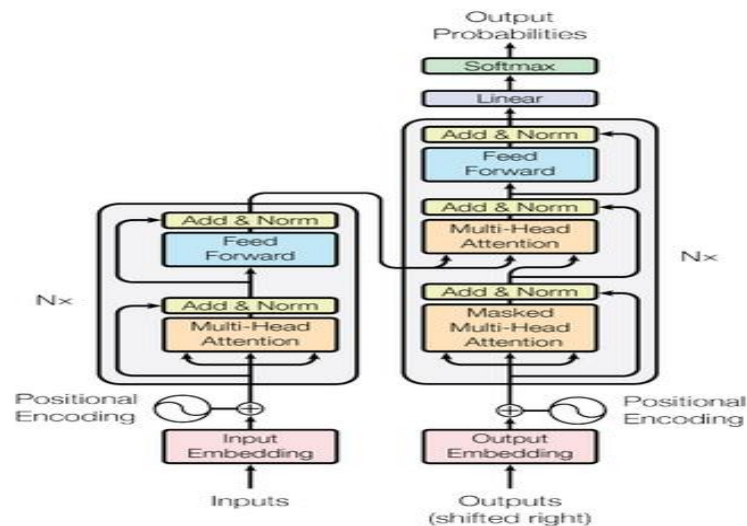 Output
Probabilities
Softmax
Linear
Add & Norm
Feed
Forward
Add & Norm
Multi-Head
Attention
Add & Norm
Masked
Multi-Head
Attention
Nx
Add & Norm
Feed
Forward
Add & Norm
Multi-Head
Attention
Nx
Positional
Encoding
Positional
Encoding
Input
Embedding
Output
Embedding
Inputs
Outputs
(shifted right)